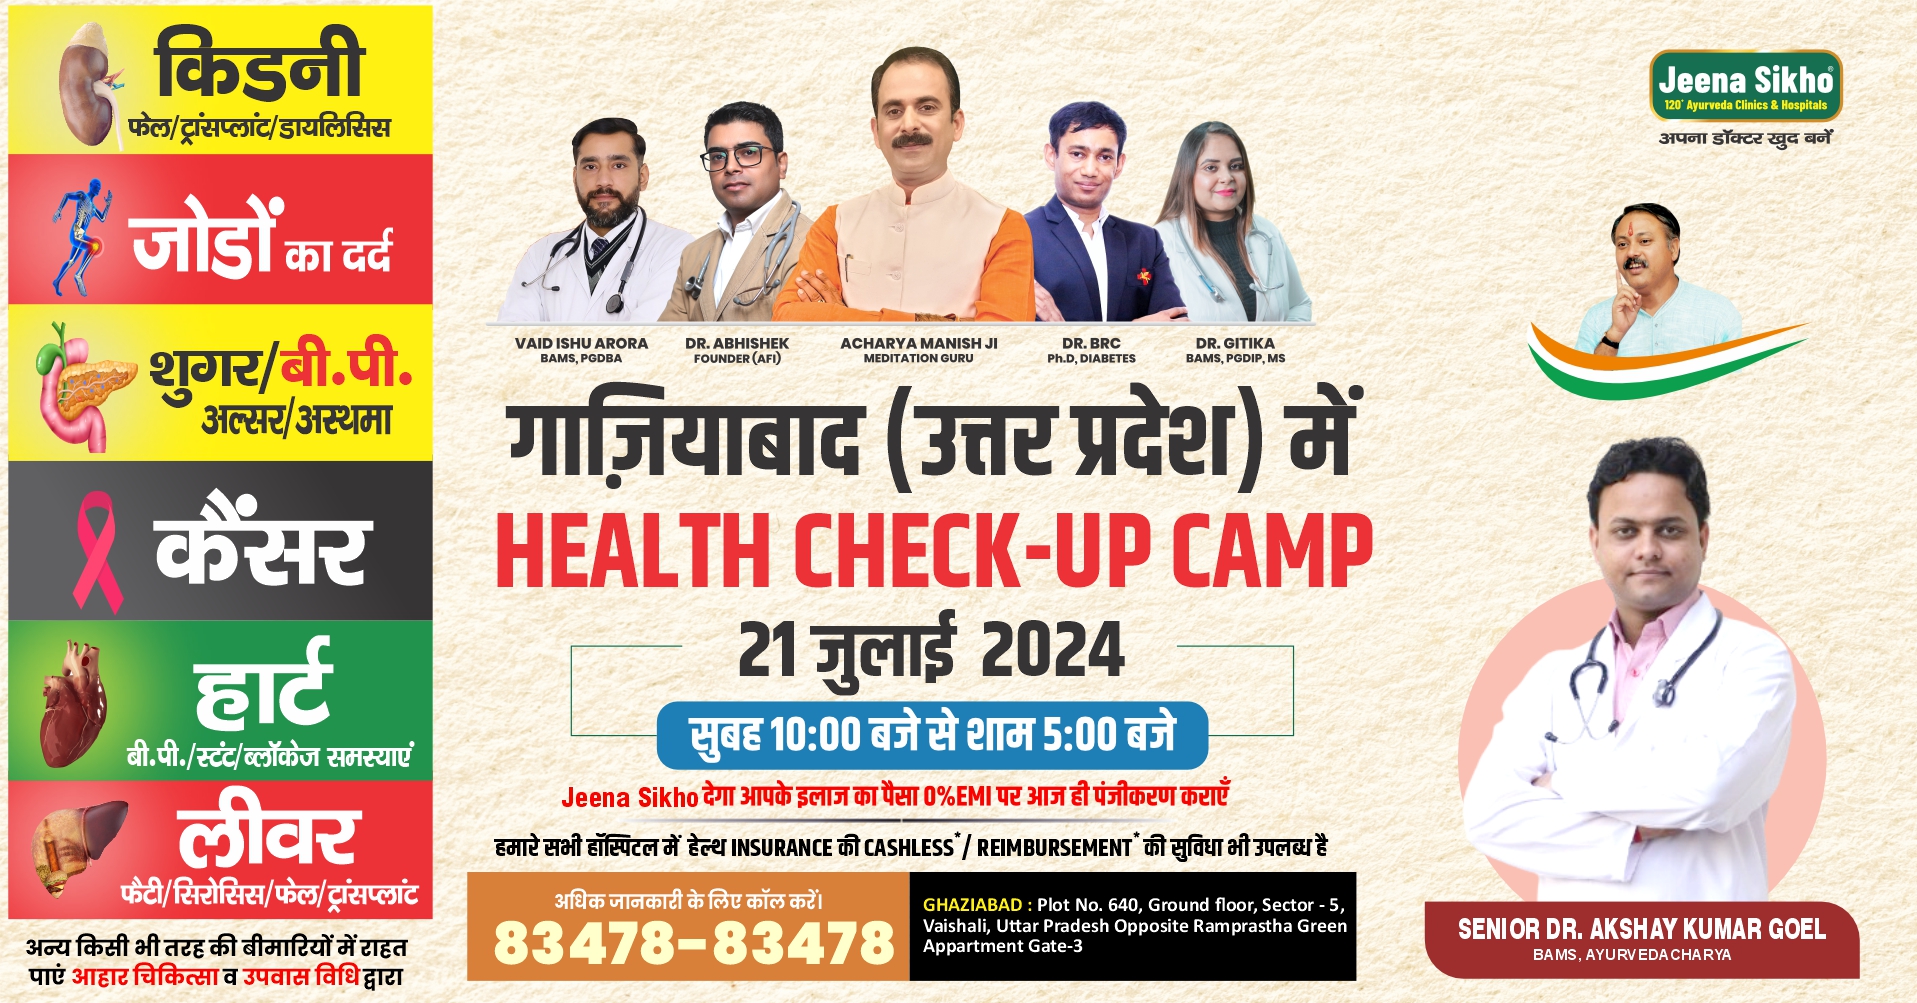 किडनी
फेल/ट्रांसप्लांट/डायलिसिस
जोडों का दर्द
शुगर/बी.पी.
अल्सर/अस्थमा
कैंसर
हार्ट
बी.पी./स्टंट/ब्लॉकेज समस्याएं
लीवर
फैटी/सिरोसिस/फेल/ट्रांसप्लांट
अन्य किसी भी तरह की बीमारियों में राहत
पाएं आहार चिकित्सा व उपवास विधि द्वारा
VAID ISHU ARORA
BAMS, PGDBA
DR. ABHISHEK
FOUNDER (AFI)
ACHARYA MANISH JI
MEDITATION GURU
DR. BRC
Ph.D, DIABETES
DR. GITIKA
BAMS, PGDIP, MS
गाज़ियाबाद (उत्तर प्रदेश) में
HEALTH CHECK-UP CAMP
21 जुलाई 2024
सुबह 10:00 बजे से शाम 5:00 बजे
Jeena Sikho देगा आपके इलाज का पैसा 0%EMI पर आज ही पंजीकरण कराएँ
हमारे सभी हॉस्पिटल में हेल्थ INSURANCE की CASHLESS*/ REIMBURSEMENT* की सुविधा भी उपलब्ध है
अधिक जानकारी के लिए कॉल करें।
83478-83478
GHAZIABAD : Plot No. 640, Ground floor, Sector - 5,
Vaishali, Uttar Pradesh Opposite Ramprastha Green
Appartment Gate-3
Jeena Sikho®
120+ Ayurveda Clinics & Hospitals
अपना डॉक्टर खुद बनें
SENIOR DR. AKSHAY KUMAR GOEL
BAMS, AYURVEDACHARYA